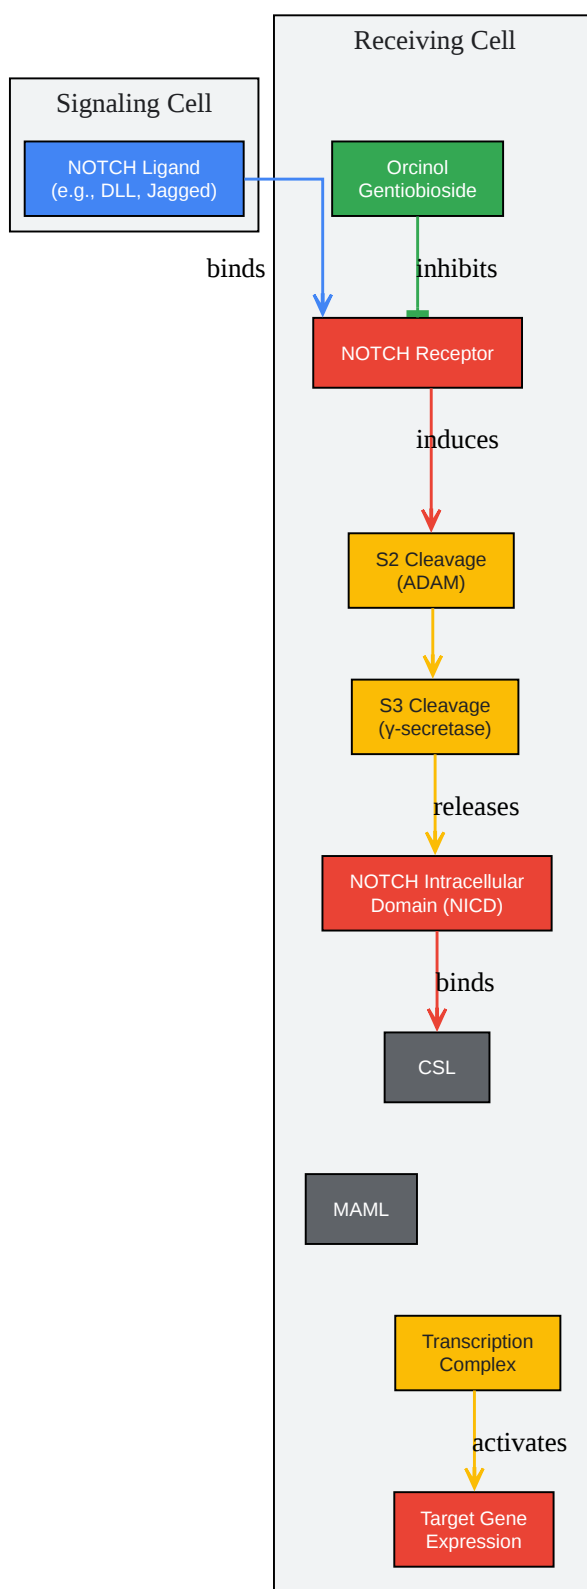 Receiving Cell
Signaling Cell
NOTCH Ligand
(e.g., DLL, Jagged)
Orcinol
Gentiobioside
binds
inhibits
NOTCH Receptor
induces
S2 Cleavage
(ADAM)
S3 Cleavage
(γ-secretase)
releases
NOTCH Intracellular
Domain (NICD)
binds
CSL
MAML
Transcription
Complex
activates
Target Gene
Expression